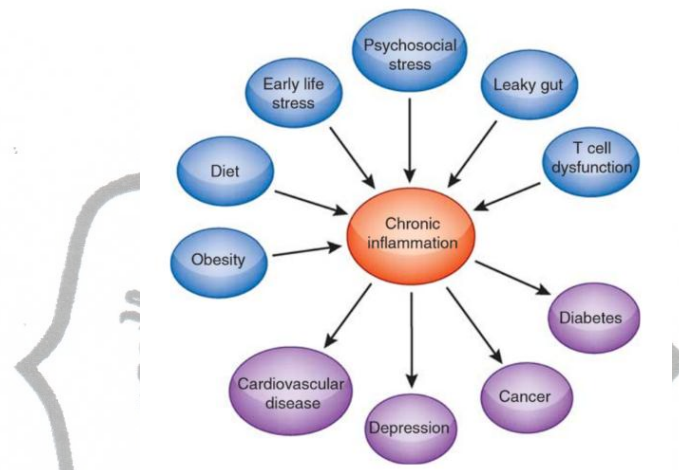 Psychosocial
stress
Early life
stress
Leaky gut
Diet
T cell
dysfunction
Chronic
inflammation
Obesity
Diabetes
Cardiovascular
disease
Cancer
Depression